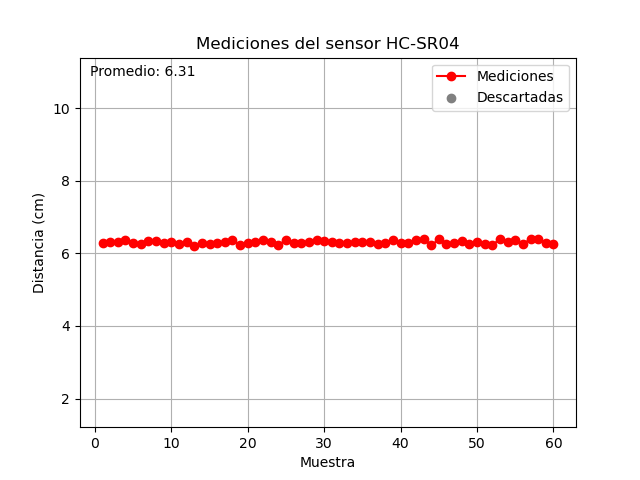 Mediciones del sensor HC-SR04
Promedio: 6.31
Mediciones
Descartadas
10
8
6
4
2
Distancia (cm)
0 10 20 30 40 50 60
Muestra